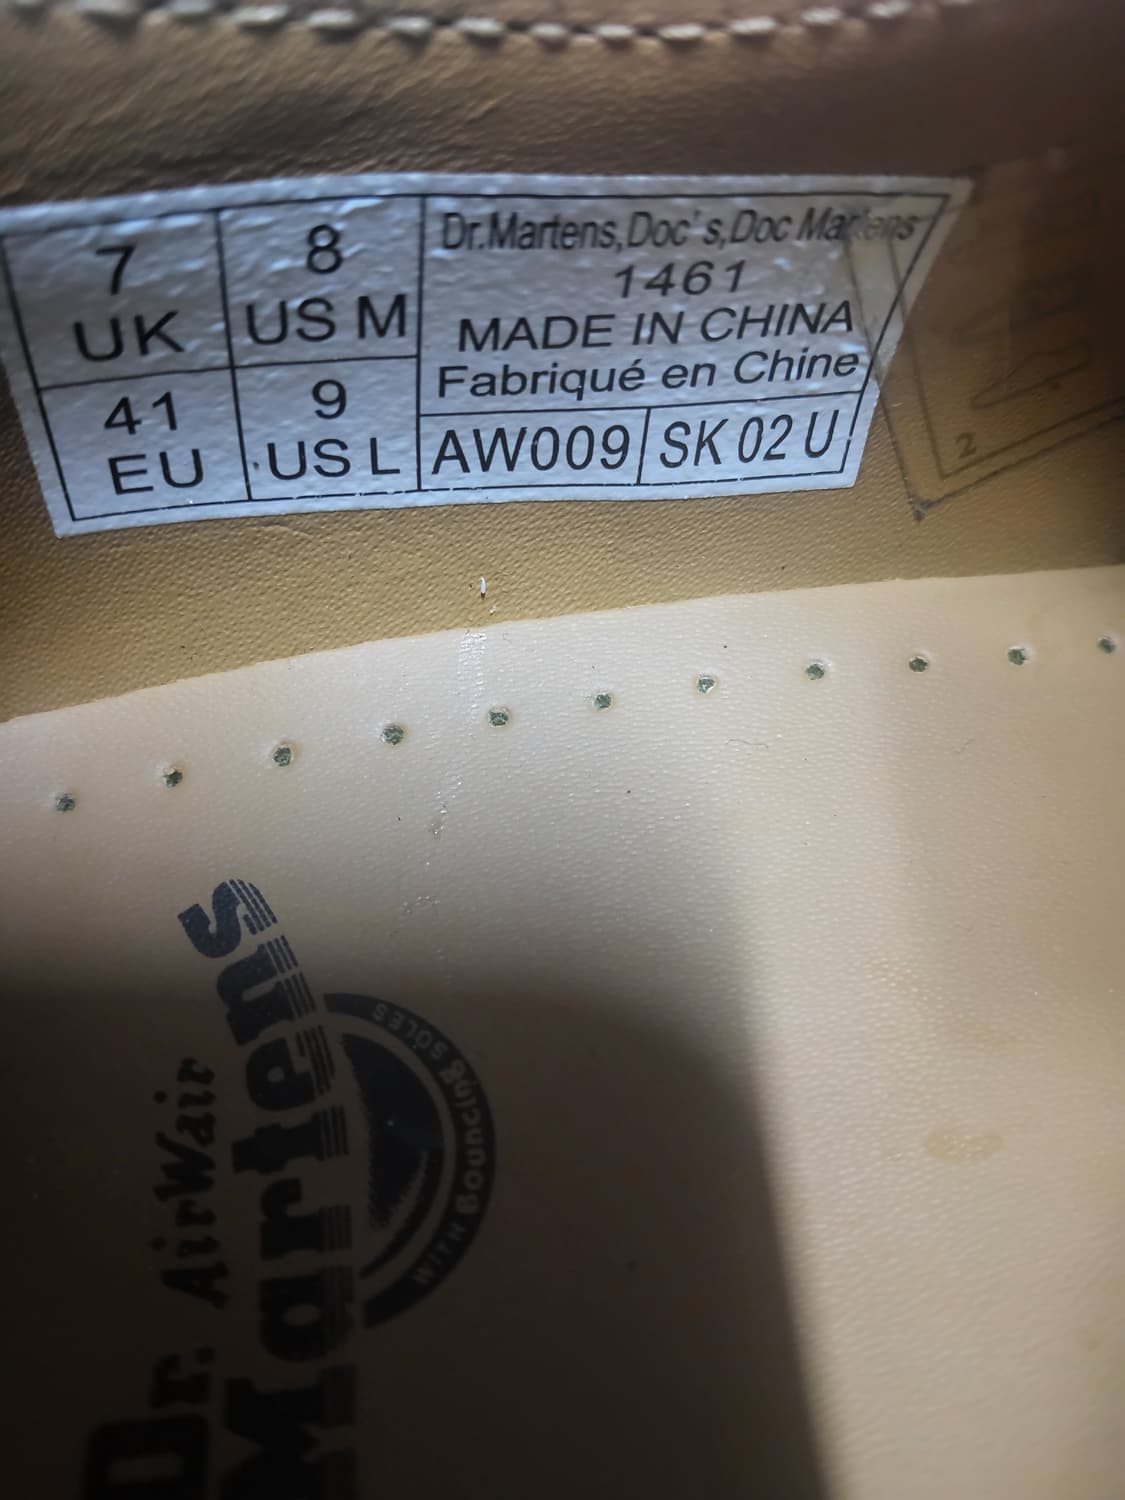 7
UK
8
US M
41
EU
9
US L
Dr.Martens,Doc's,Doc Martens
1461
MADE IN CHINA
Fabriqué en Chine
AW009
SK 02 U
2
Dr. Martens
AirWair
WITH Bouncing SOLES